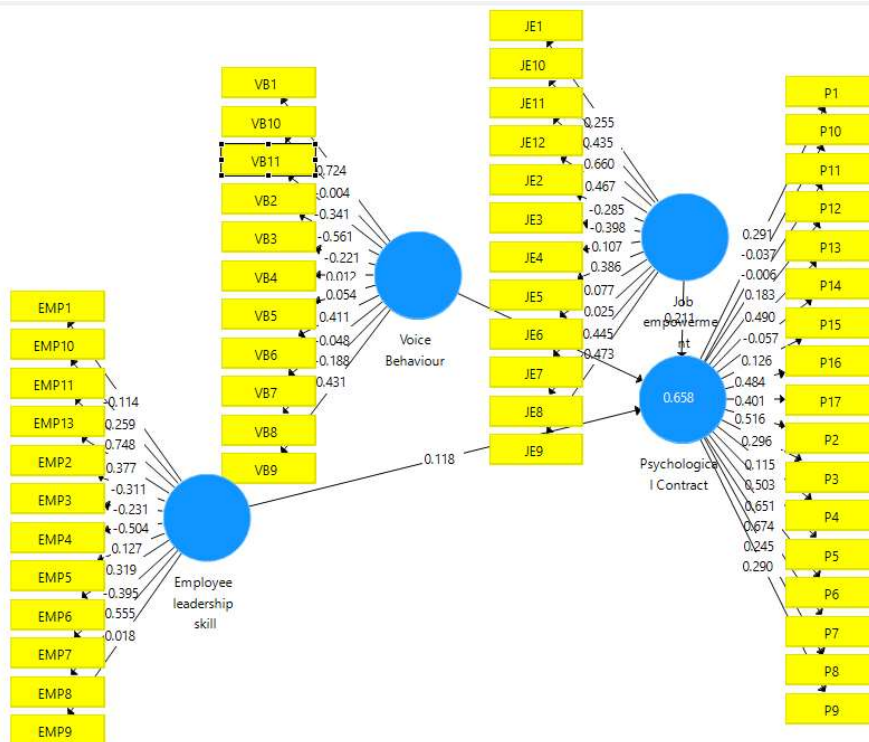 JE1
JE10
JE11
JE12
JE2
JE3
JE4
JE5
JE6
JE7
JE8
JE9
0.255
0.435
0.660
0.467
-0.285
-0.398
0.107
0.386
0.077
0.025
0.445
0.473
VB1
VB10
VB11
VB2
VB3
VB4
VB5
VB6
VB7
VB8
VB9
0.724
-0.004
-0.341
-0.561
-0.221
0.012
0.054
0.411
-0.048
-0.188
0.431
Voice
Behaviour
Job
empowerme
nt
0.211
P1
P10
P11
P12
P13
P14
P15
P16
P17
P2
P3
P4
P5
P6
P7
P8
P9
0.291
-0.037
-0.006
0.183
0.490
-0.057
0.126
0.484
0.401
0.516
0.296
0.115
0.503
0.651
0.674
0.245
0.290
0.658
Psychologica
l Contract
EMP1
EMP10
EMP11
EMP13
EMP2
EMP3
EMP4
EMP5
EMP6
EMP7
EMP8
EMP9
-0.114
0.259
0.748
0.377
-0.311
-0.231
-0.504
0.127
0.319
-0.395
0.555
0.018
Employee
leadership
skill
0.118